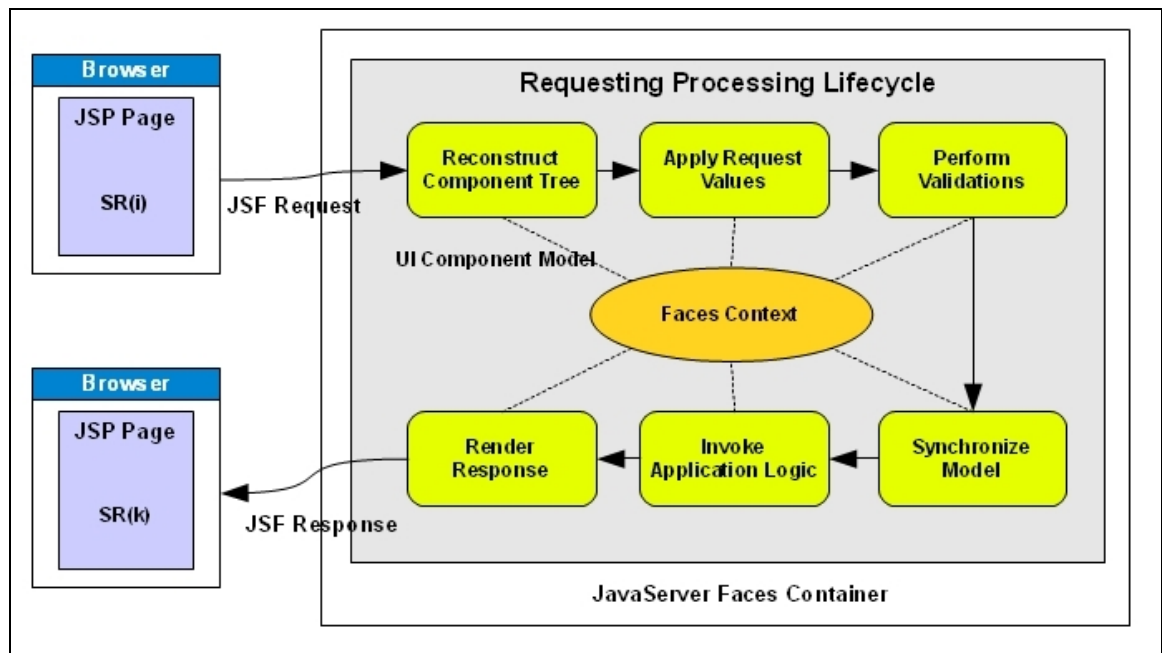 Browser
JSP Page
SR(i)
JSF Request
Requesting Processing Lifecycle
Reconstruct
Component Tree
Apply Request
Values
Perform
Validations
UI Component Model
Faces Context
Browser
JSP Page
SR(k)
JSF Response
Render
Response
Invoke
Application Logic
Synchronize
Model
JavaServer Faces Container